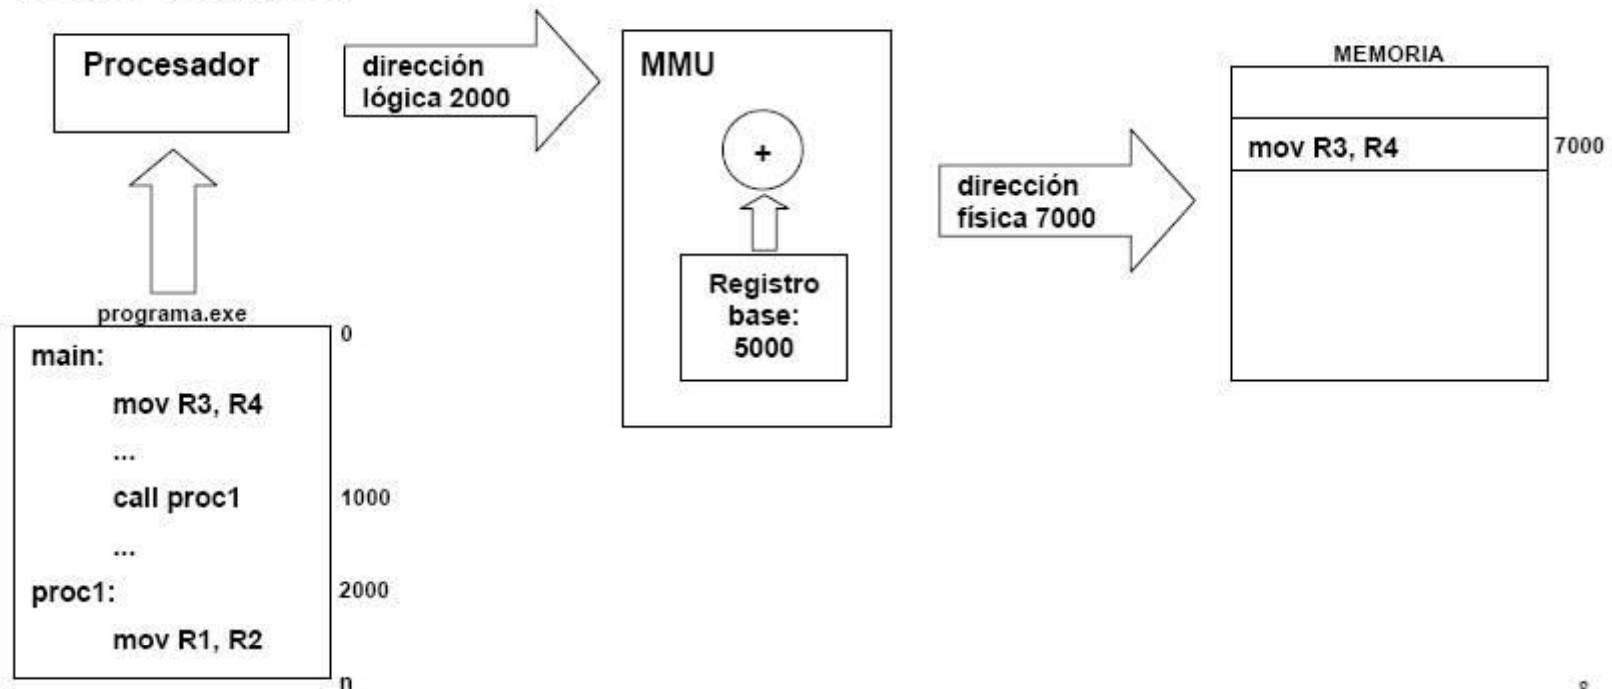 Procesador
dirección
lógica 2000
MMU
+
Registro
base:
5000
dirección
física 7000
MEMORIA
mov R3, R4
7000
programa.exe
0
main:
mov R3, R4
...
call proc1
1000
...
proc1:
2000
mov R1, R2
n